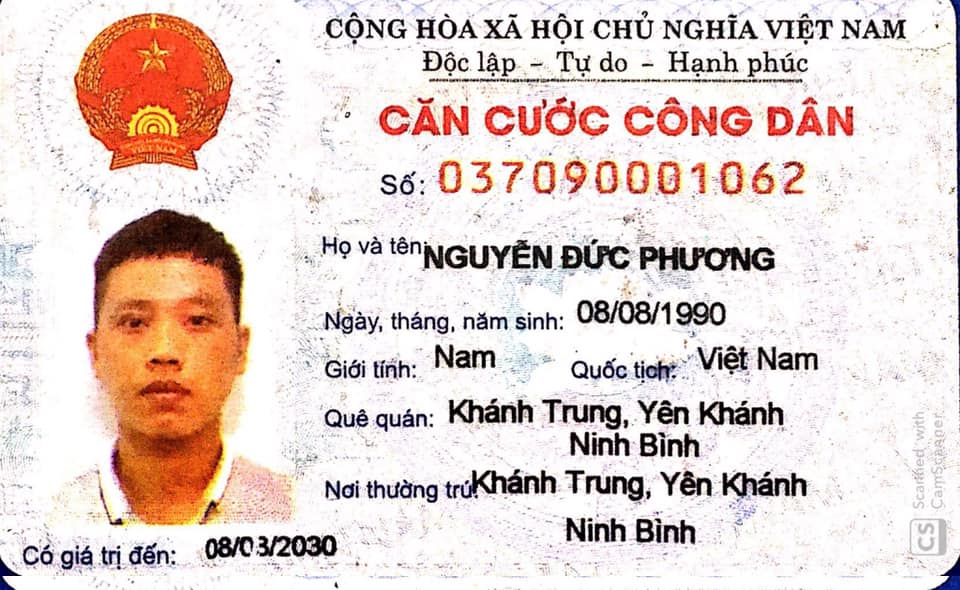 CỘNG HÒA XÃ HỘI CHỦ NGHĨA VIỆT NAM
Độc lập - Tự do - Hạnh phúc
CĂN CƯỚC CÔNG DÂN
Số: 037090001062
Họ và tên: NGUYỄN ĐỨC PHƯƠNG
Ngày, tháng, năm sinh: 08/08/1990
Giới tính: Nam Quốc tịch: Việt Nam
Quê quán: Khánh Trung, Yên Khánh
Ninh Bình
Nơi thường trú: Khánh Trung, Yên Khánh
Ninh Bình
Có giá trị đến: 08/08/2030
VIỆT NAM
CS Scanned with
CamScanner